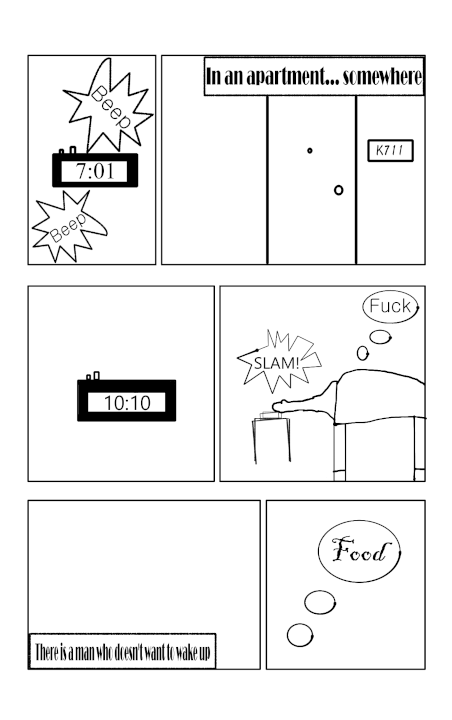 Beep
7:01
Beep
In an apartment... somewhere
K711
10:10
Fuck
SLAM!
There is a man who doesn't want to wake up
Food